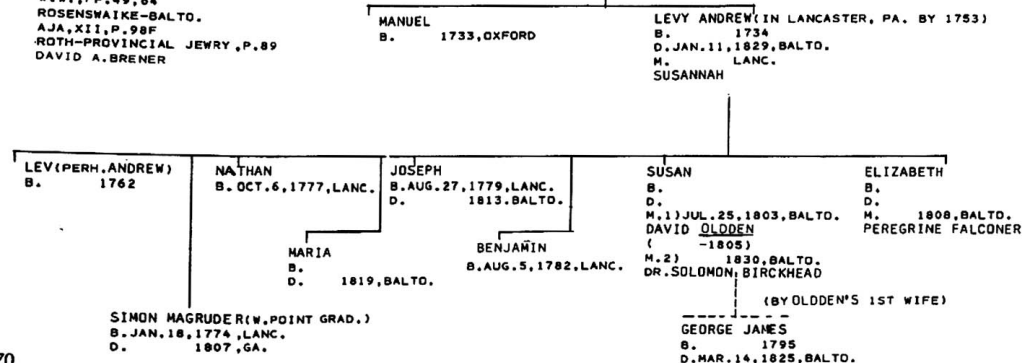 ROSENSWAIKE-BALTO.
AJA,XII,P.98F
ROTH-PROVINCIAL JEWRY,P.89
DAVID A.BRENER
MANUEL
B. 1733,OXFORD
LEVY ANDREW(IN LANCASTER, PA. BY 1753)
B. 1734
D.JAN.11,1829,BALTO.
M. LANC.
SUSANNAH
LEV(PERH.ANDREW)
B. 1762
NATHAN
B.OCT.6,1777,LANC.
JOSEPH
B.AUG.27,1779,LANC.
D. 1813.BALTO.
SUSAN
B.
D.
M.1)JUL.25,1803,BALTO.
DAVID OLDDEN
( -1805)
M.2) 1830,BALTO.
DR.SOLOMON BIRCKHEAD
ELIZABETH
B.
D.
M. 1808,BALTO.
PEREGRINE FALCONER
MARIA
B.
D. 1819,BALTO.
BENJAMIN
B.AUG.5,1782,LANC.
SIMON MAGRUDER(W.POINT GRAD.)
B.JAN.18,1774,LANC.
D. 1807,GA.
(BY OLDDEN'S 1ST WIFE)
GEORGE JAMES
B. 1795
D.MAR.14,1825,BALTO.